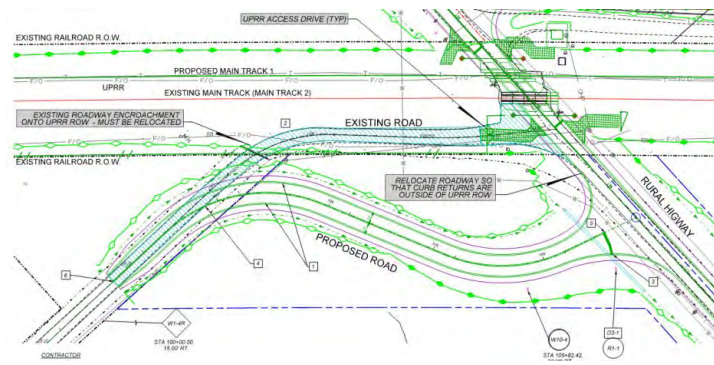 UPRR ACCESS DRIVE (TYP)
EXISTING RAILROAD R.O.W.
PROPOSED MAIN TRACK 1
UPRR
EXISTING MAIN TRACK (MAIN TRACK 2)
EXISTING ROADWAY ENCROACHMENT
ONTO UPRR ROW - MUST BE RELOCATED
2
EXISTING ROAD
EXISTING RAILROAD R.O.W.
RELOCATE ROADWAY SO
THAT CURB RETURNS ARE
OUTSIDE OF UPRR ROW
RURAL HIGWAY
5
PROPOSED ROAD
4
1
6
3
W1-4R
STA 100+00.00
15.00' RT.
CONTRACTOR
W10-4
STA 109+82.42,
D3-1
R1-1